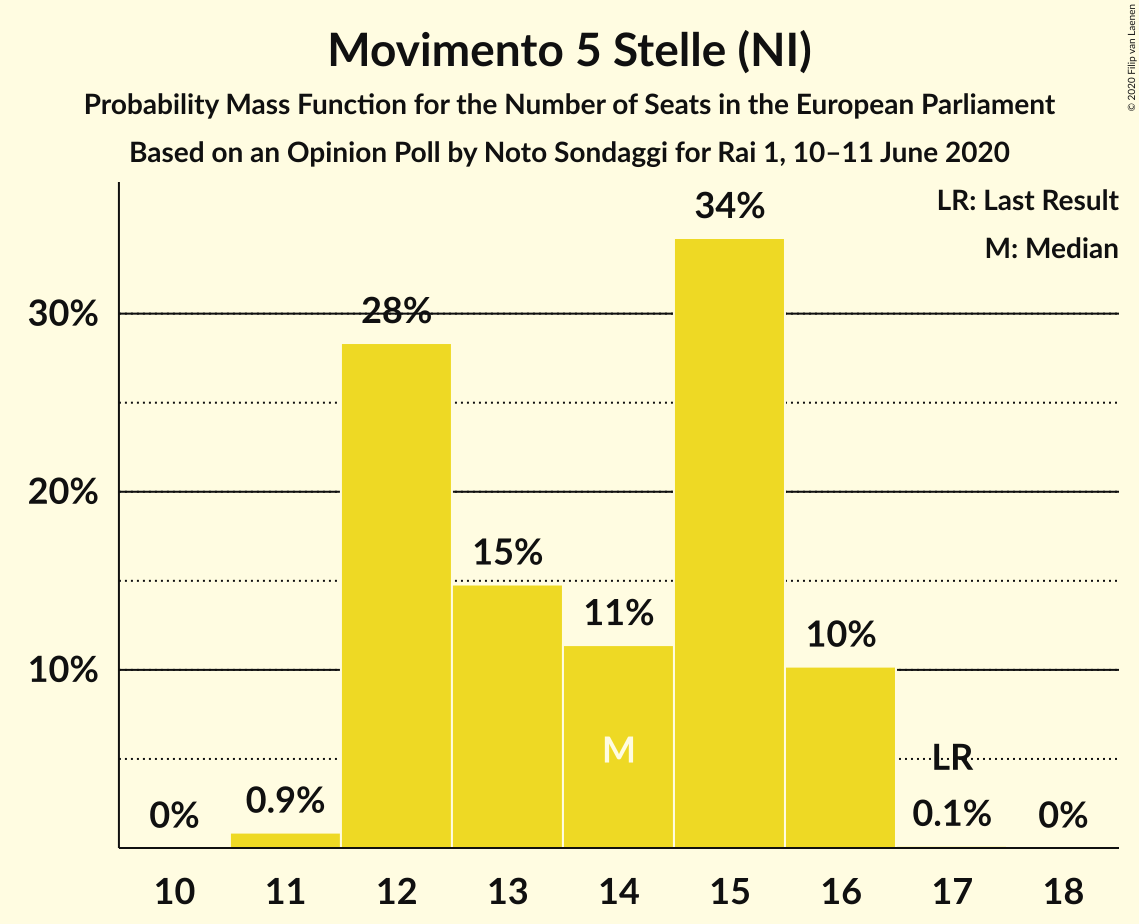 Movimento 5 Stelle (NI)
Probability Mass Function for the Number of Seats in the European Parliament
Based on an Opinion Poll by Noto Sondaggi for Rai 1, 10–11 June 2020
© 2020 Filip van Laenen
LR: Last Result
M: Median
30%
20%
10%
0%
0.9%
28%
15%
11%
34%
10%
0.1%
0%
M
LR
10 11 12 13 14 15 16 17 18